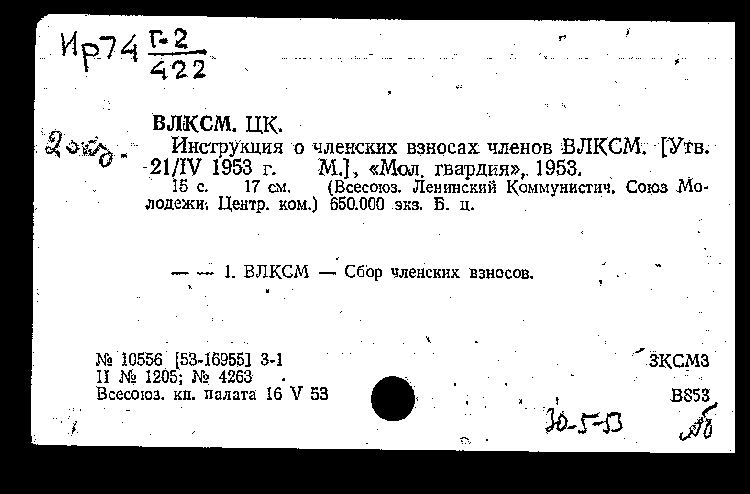 Ир74 Г-2
422
ВЛКСМ. ЦК.
Инструкция о членских взносах членов ВЛКСМ. [Утв.
21/IV 1953 г. М.], «Мол. гвардия», 1953.
15 с. 17 см. (Всесоюз. Ленинский Коммунистич. Союз Мо-
лодежи. Центр. ком.) 650.000 экз. Б. ц.
— — 1. ВЛКСМ — Сбор членских взносов.
№ 10556 [53-16955] 3-1
ЗКСМ3
П № 1205; № 4263
Всесоюз. кн. палата 16 V 53
В853
30-5-53